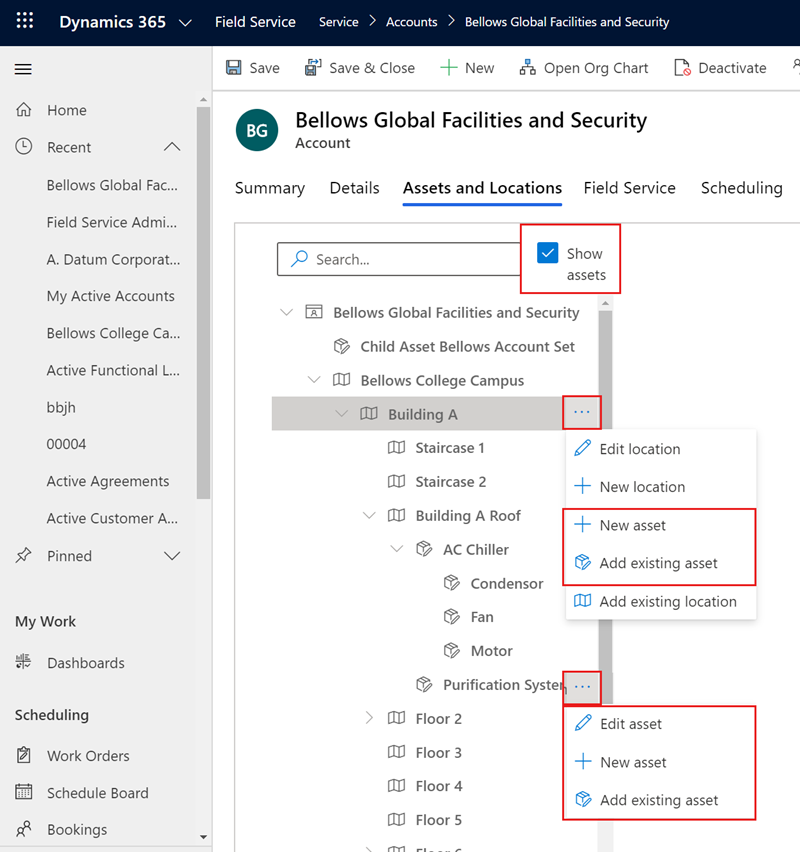 Dynamics 365 Field Service Service Accounts Bellows Global Facilities and Security
Save Save & Close New Open Org Chart Deactivate
Home
Recent
Bellows Global Fac...
Field Service Admi...
A. Datum Corporat...
My Active Accounts
Bellows College Ca...
Active Functional L...
bbjh
00004
Active Agreements
Active Customer A...
Pinned
My Work
Dashboards
Scheduling
Work Orders
Schedule Board
Bookings
BG
Bellows Global Facilities and Security
Account
Summary Details Assets and Locations Field Service Scheduling
Search...
Show
assets
Bellows Global Facilities and Security
Child Asset Bellows Account Set
Bellows College Campus
Building A
Staircase 1
Staircase 2
Building A Roof
AC Chiller
Condensor
Fan
Motor
Purification System
Floor 2
Floor 3
Floor 4
Floor 5
Edit location
New location
New asset
Add existing asset
Add existing location
Edit asset
New asset
Add existing asset